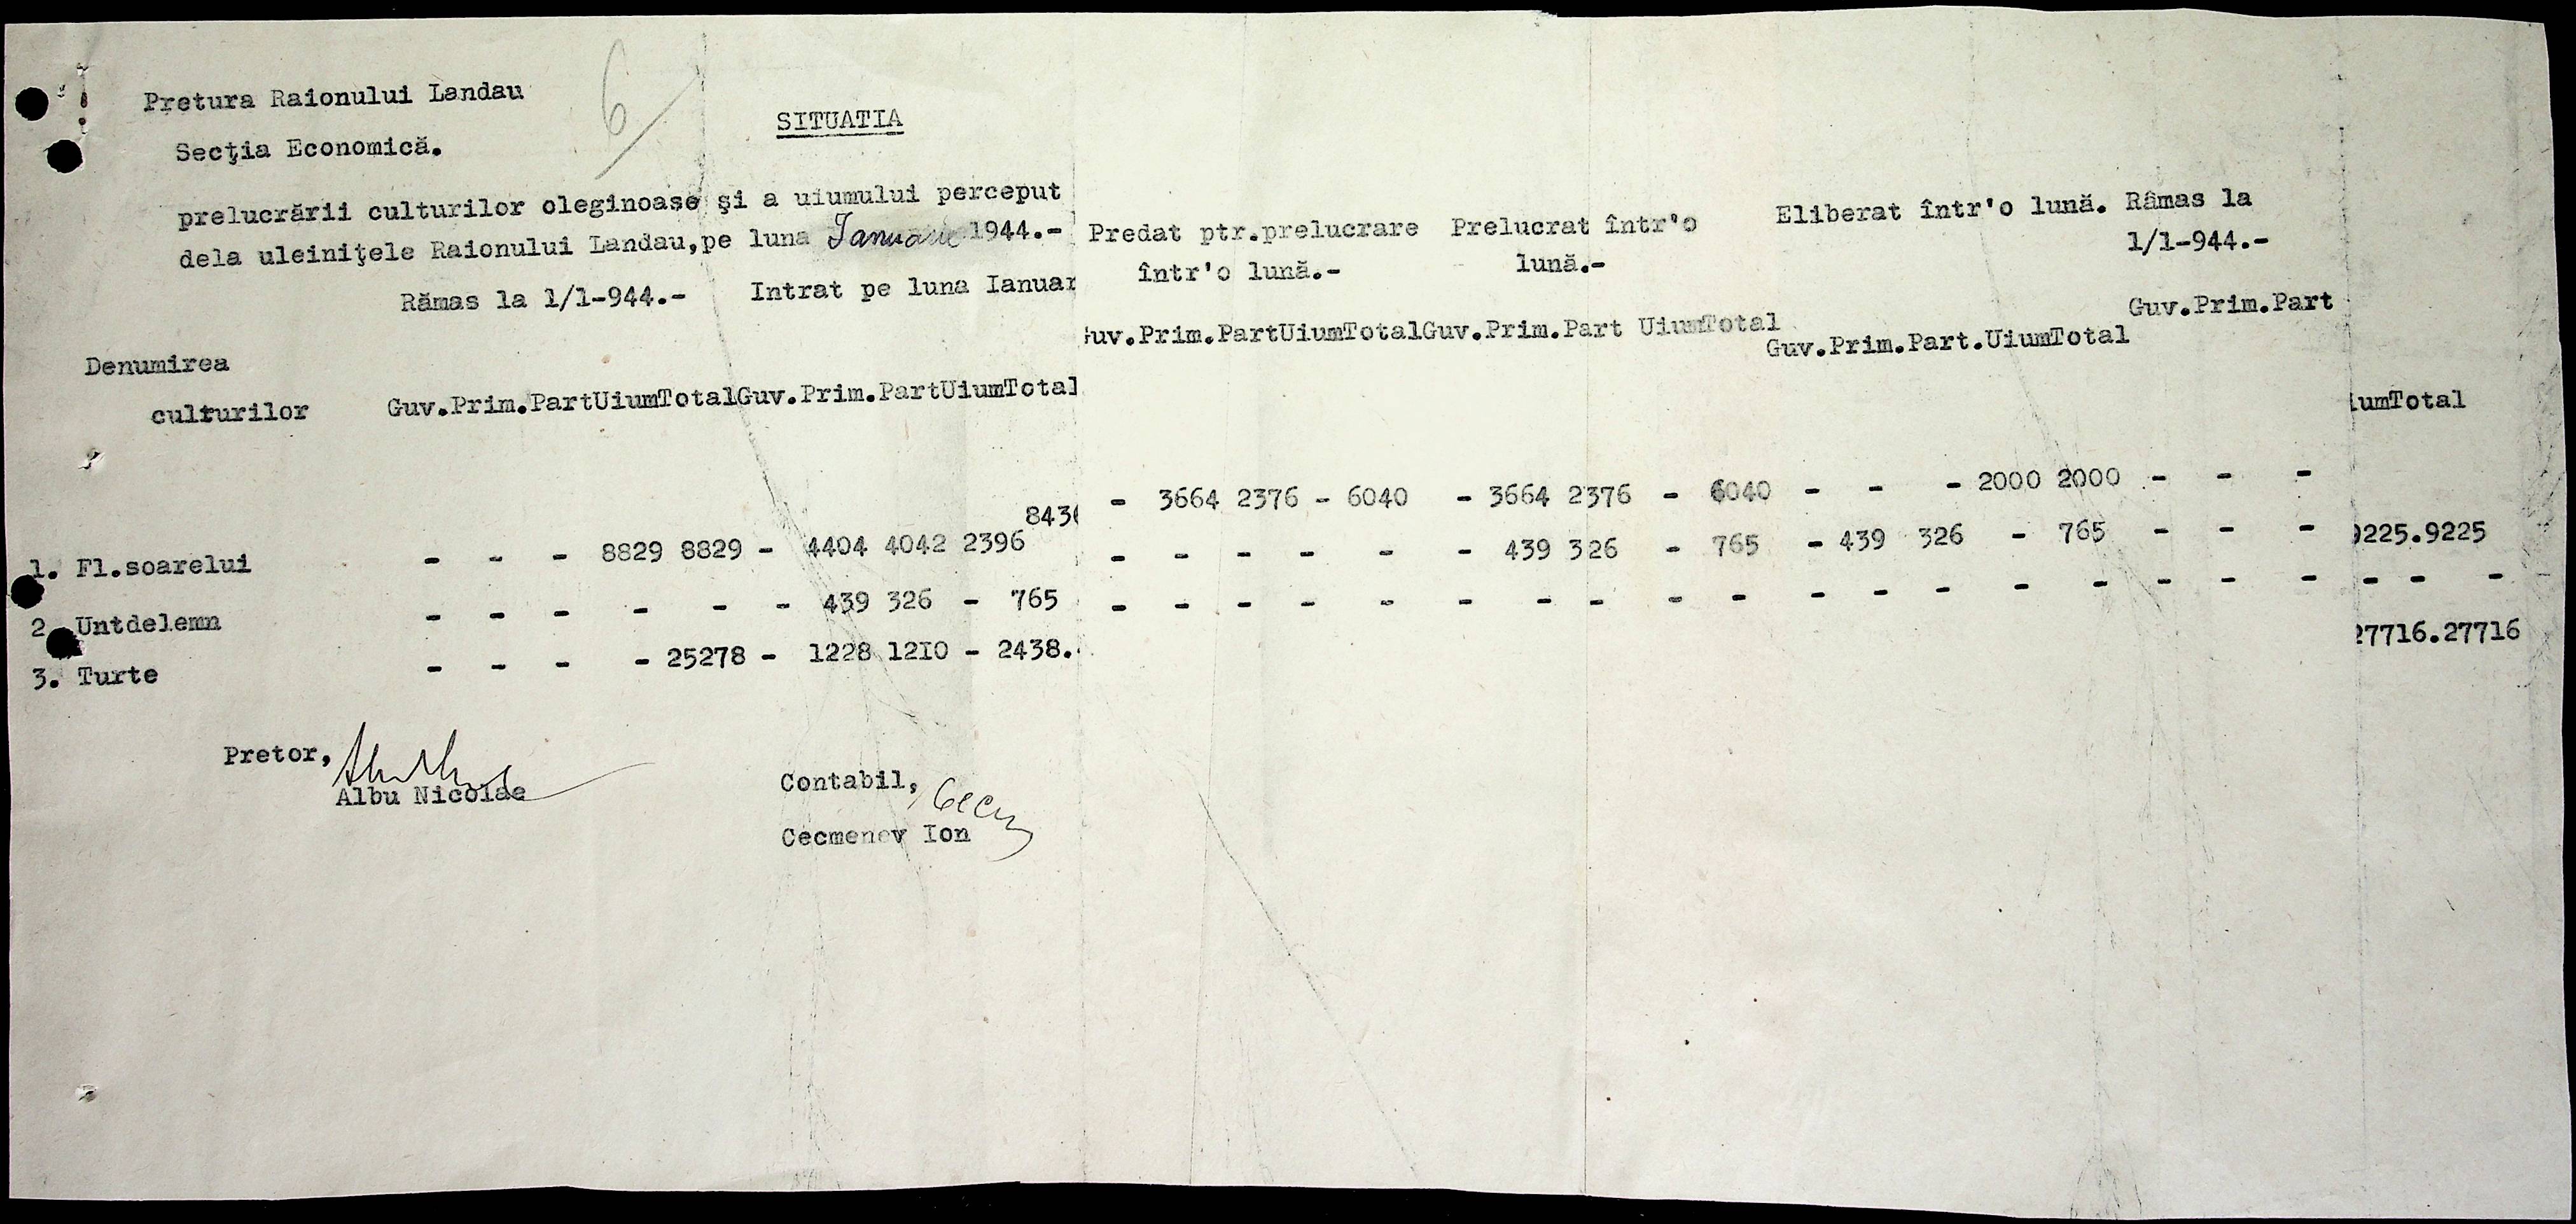 Pretura Raionului Landau
Secţia Economică.
6
SITUATIA
prelucrării culturilor oleginoase şi a uiumului perceput
dela uleiniţele Raionului Landau,pe luna Ianuarie 1944.-
Rămas la 1/1-944.- Intrat pe luna Ianuar
Predat ptr.prelucrare Prelucrat într'o
într'o lună.- lună.-
Eliberat într'o lună. Râmas la
1/1-944.-
Denumirea
culturilor Guv.Prim.PartUiumTotalGuv.Prim.PartUiumTotal
uv.Prim.PartUiumTotalGuv.Prim.Part UiumTotal
Guv.Prim.Part.UiumTotal
Guv.Prim.Part
iumTotal
1. Fl.soarelui - - - 8829 8829 - 4404 4042 2396 843
- 3664 2376 - 6040 - 3664 2376 - 6040 - - - 2000 2000 - - - 9225.9225
2. Untdelemn - - - - - - 439 326 - 765
- - - - - - 439 326 - 765 - 439 326 - 765 - - - - - -
3. Turte - - - - 25278 - 1228 1210 - 2438.
- - - - - - - - - - - - - - - - - - 27716.27716
Pretor,
Albu Nicolae
Contabil,
Cecmenov Ion